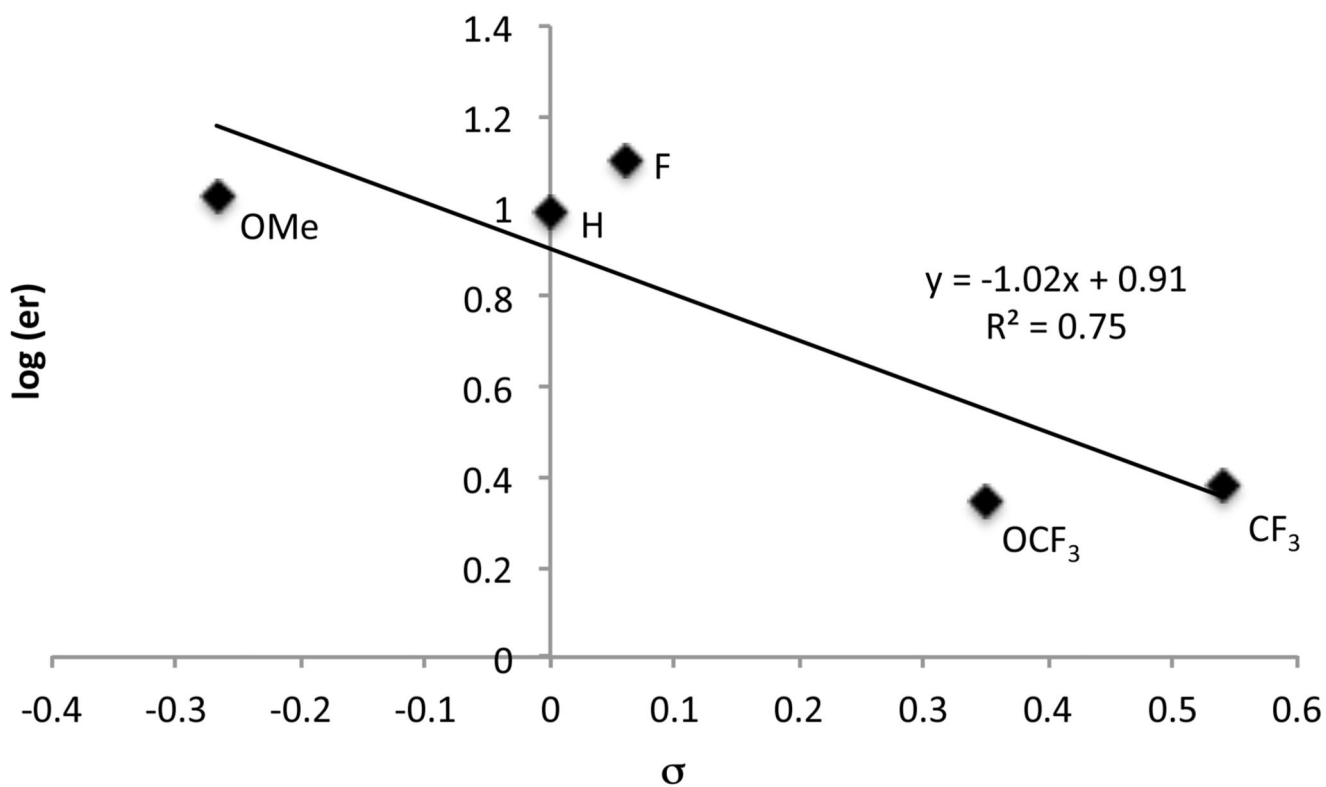 1.4
1.2
1
0.8
0.6
0.4
0.2
0
log (er)
OMe
H
F
y = -1.02x + 0.91
R² = 0.75
OCF₃
CF₃
-0.4 -0.3 -0.2 -0.1 0 0.1 0.2 0.3 0.4 0.5 0.6
σ